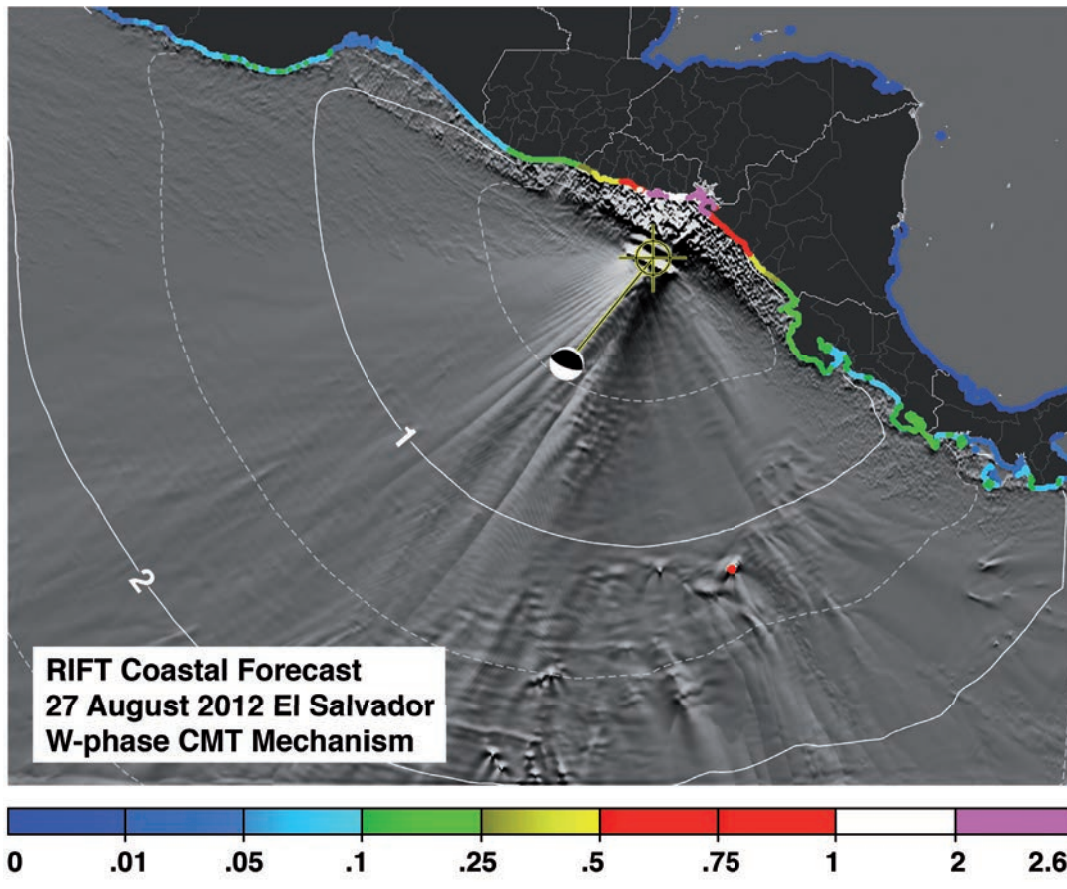 1
2
RIFT Coastal Forecast
27 August 2012 El Salvador
W-phase CMT Mechanism
0 .01 .05 .1 .25 .5 .75 1 2 2.6